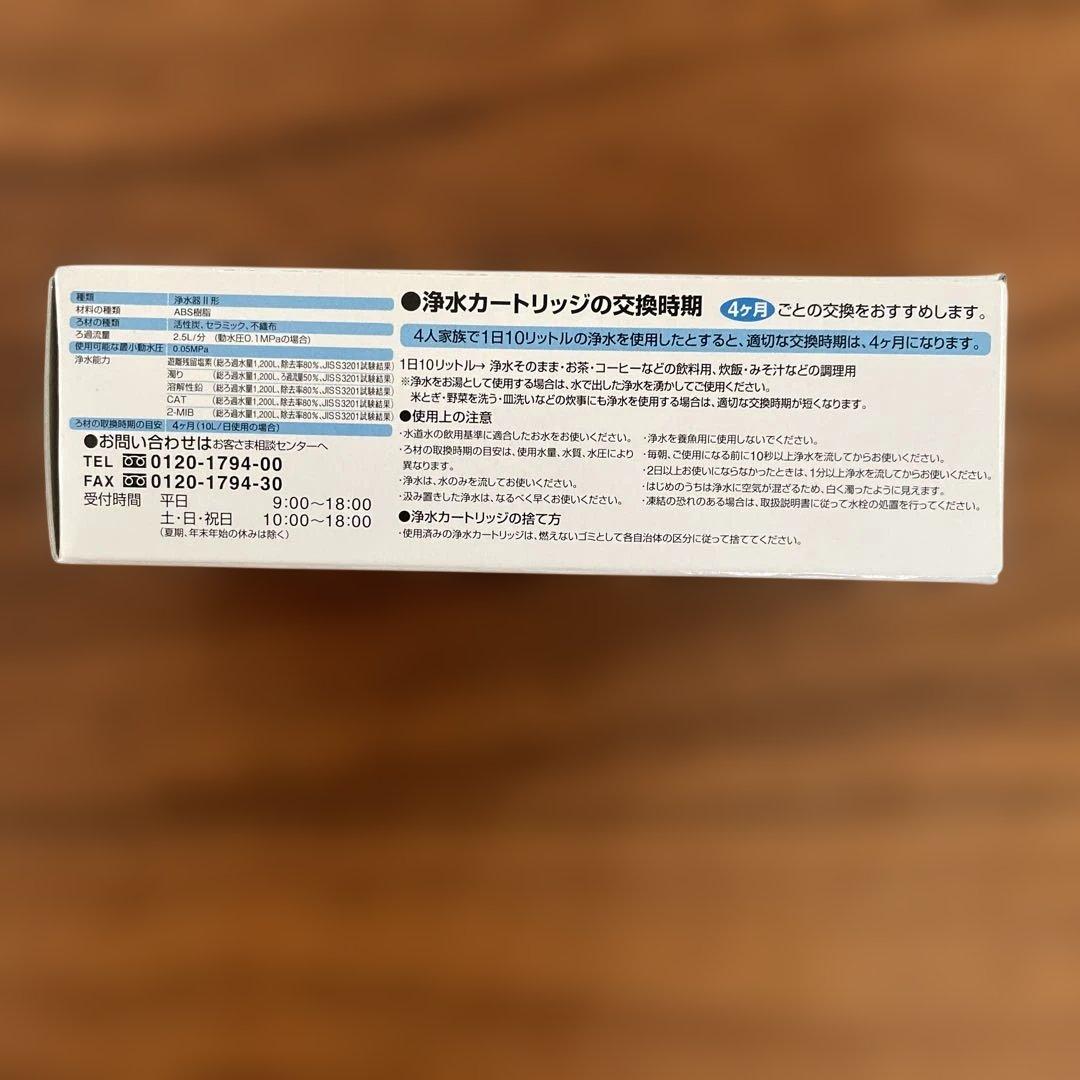 種類 浄水器II形
材料の種類 ABS樹脂
ろ材の種類 活性炭、セラミック、不織布
ろ過流量 2.5L/分 (動水圧0.1MPaの場合)
使用可能な最小動水圧 0.05MPa
浄水能力 遊離残留塩素(総ろ過水量1,200L、除去率80%、JISS3201試験結果)
濁り (総ろ過水量1,200L、ろ過流量50%、JISS3201試験結果)
溶解性鉛 (総ろ過水量1,200L、除去率80%、JISS3201試験結果)
CAT (総ろ過水量1,200L、除去率80%、JISS3201試験結果)
2-MIB (総ろ過水量1,200L、除去率80%、JISS3201試験結果)
ろ材の取換時期の目安 4ヶ月(10L/日使用の場合)
●お問い合わせはお客さま相談センターへ
TEL 0120-1794-00
FAX 0120-1794-30
受付時間 平日 9:00〜18:00
土・日・祝日 10:00〜18:00
(夏期、年末年始の休みは除く)
●浄水カートリッジの交換時期 4ヶ月ごとの交換をおすすめします。
4人家族で1日10リットルの浄水を使用したとすると、適切な交換時期は、4ヶ月になります。
1日10リットル→ 浄水そのまま・お茶・コーヒーなどの飲料用、炊飯・みそ汁などの調理用
※浄水をお湯として使用する場合は、水で出した浄水を沸かしてご使用ください。
米とぎ・野菜を洗う・皿洗いなどの炊事にも浄水を使用する場合は、適切な交換時期が短くなります。
●使用上の注意
・水道水の飲用基準に適合したお水をお使いください。
・ろ材の取換時期の目安は、使用水量、水質、水圧により
異なります。
・浄水は、水のみを流してお使いください。
・汲み置きした浄水は、なるべく早くお使いください。
・浄水を養魚用に使用しないでください。
・毎朝、ご使用になる前に10秒以上浄水を流してからお使いください。
・2日以上お使いにならなかったときは、1分以上浄水を流してからお使いください。
・はじめのうちは浄水に空気が混ざるため、白く濁ったように見えます。
・凍結の恐れのある場合は、取扱説明書に従って水栓の処置を行ってください。
●浄水カートリッジの捨て方
・使用済みの浄水カートリッジは、燃えないゴミとして各自治体の区分に従って捨ててください。